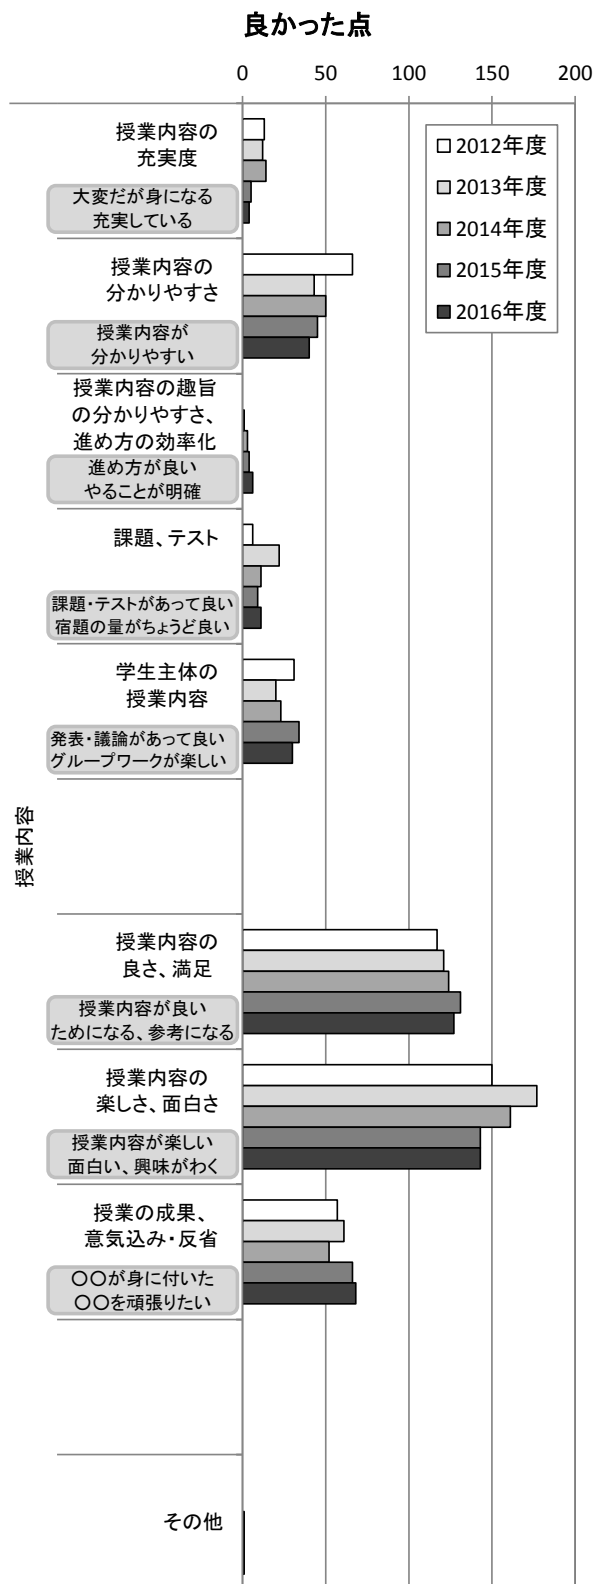 良かった点
0 50 100 150 200
2012年度
2013年度
2014年度
2015年度
2016年度
授業内容
授業内容の
充実度
大変だが身になる
充実している
授業内容の
分かりやすさ
授業内容が
分かりやすい
授業内容の趣旨
の分かりやすさ、
進め方の効率化
進め方が良い
やることが明確
課題、テスト
課題・テストがあって良い
宿題の量がちょうど良い
学生主体の
授業内容
発表・議論があって良い
グループワークが楽しい
授業内容の
良さ、満足
授業内容が良い
ためになる、参考になる
授業内容の
楽しさ、面白さ
授業内容が楽しい
面白い、興味がわく
授業の成果、
意気込み・反省
〇〇が身に付いた
〇〇を頑張りたい
その他